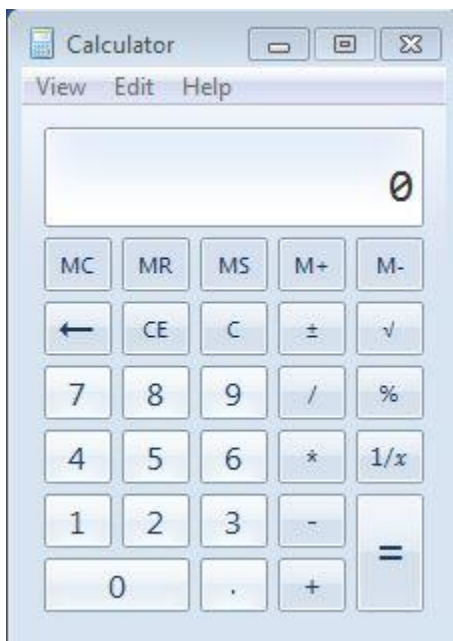 Calculator
View Edit Help
0
MC MR MS M+ M-
← CE C ± √
7 8 9 / %
4 5 6 * 1/x
1 2 3 - =
0 . +